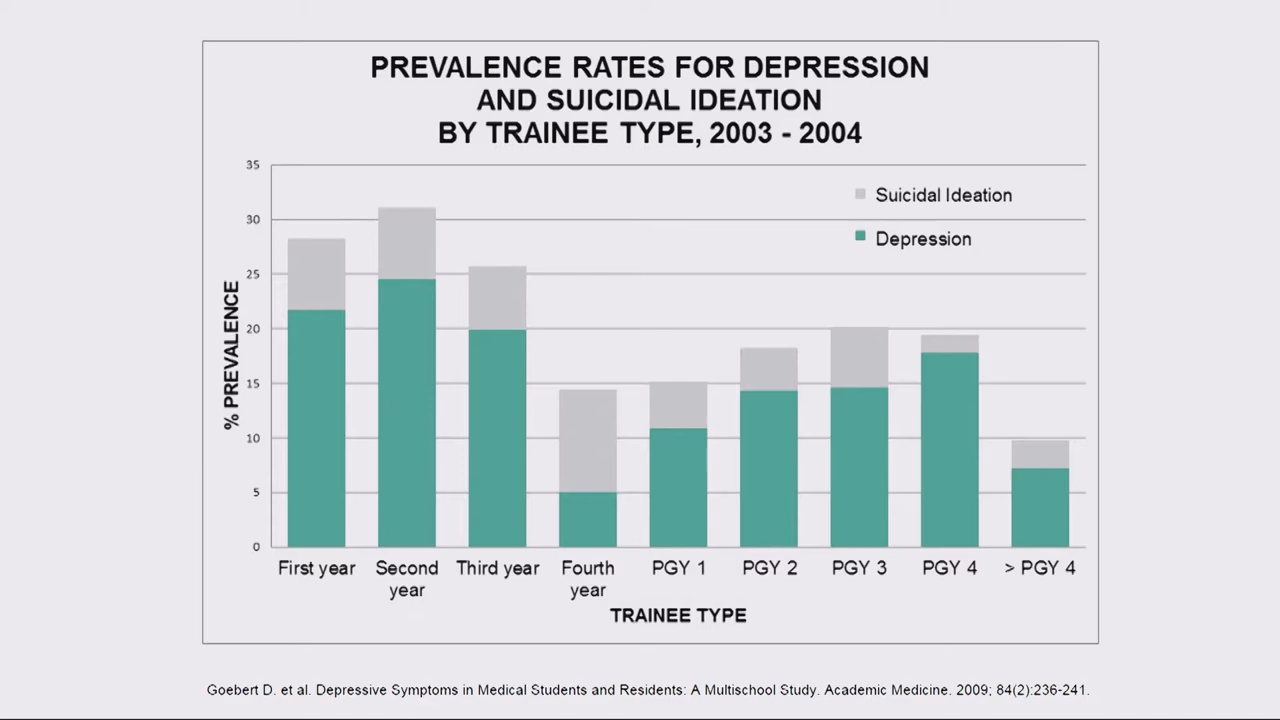 PREVALENCE RATES FOR DEPRESSION
AND SUICIDAL IDEATION
BY TRAINEE TYPE, 2003 - 2004
35
30
25
20
15
10
5
0
% PREVALENCE
Suicidal Ideation
Depression
First year
Second
year
Third year
Fourth
year
PGY 1
PGY 2
PGY 3
PGY 4
> PGY 4
TRAINEE TYPE
Goebert D. et al. Depressive Symptoms in Medical Students and Residents: A Multischool Study. Academic Medicine. 2009; 84(2):236-241.